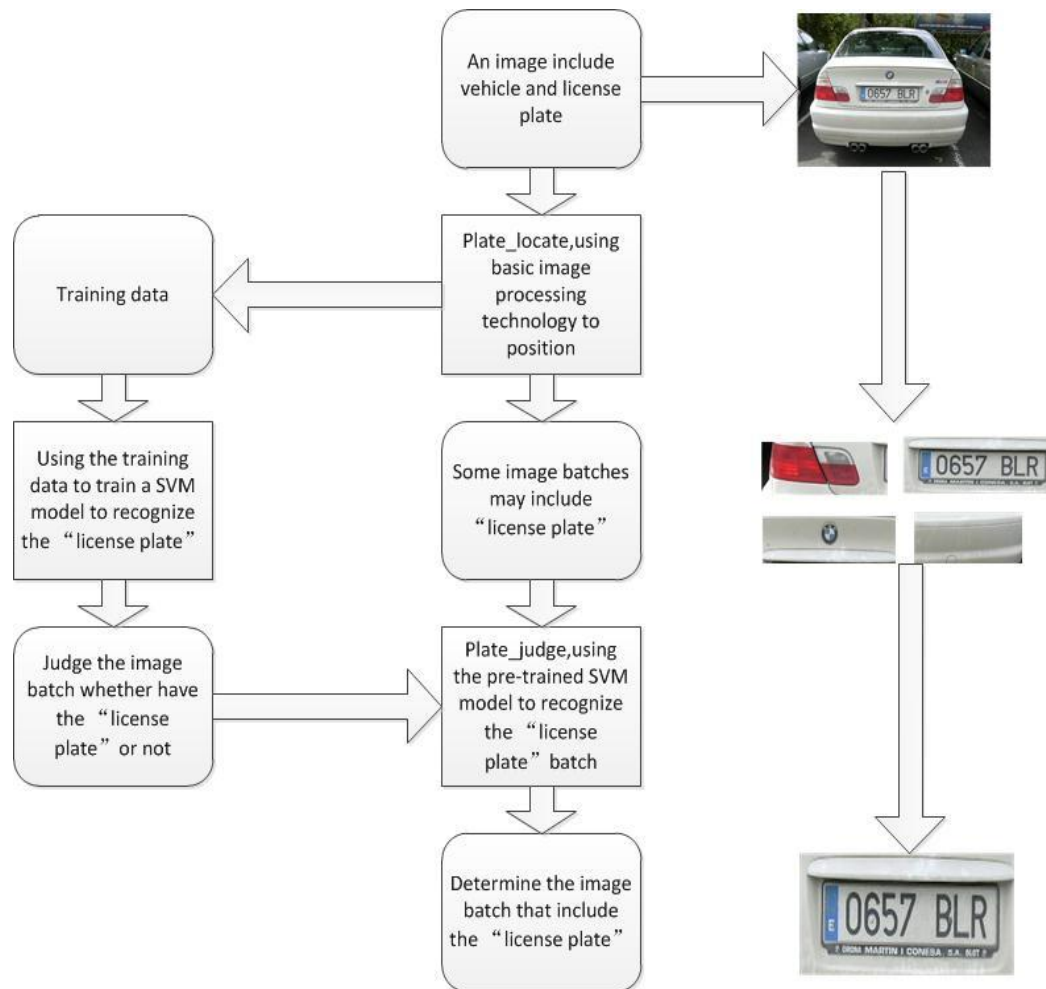 An image include
vehicle and license
plate
0657 BLR
Plate_locate,using
basic image
processing
technology to
position
Training data
Using the training
data to train a SVM
model to recognize
the “license plate”
Some image batches
may include
“license plate”
0657 BLR
MARTIN I CONESA S.A.
Judge the image
batch whether have
the “license
plate” or not
Plate_judge,using
the pre-trained SVM
model to recognize
the “license
plate” batch
Determine the image
batch that include
the “license plate”
E
0657 BLR
MARTIN I CONESA S.A.